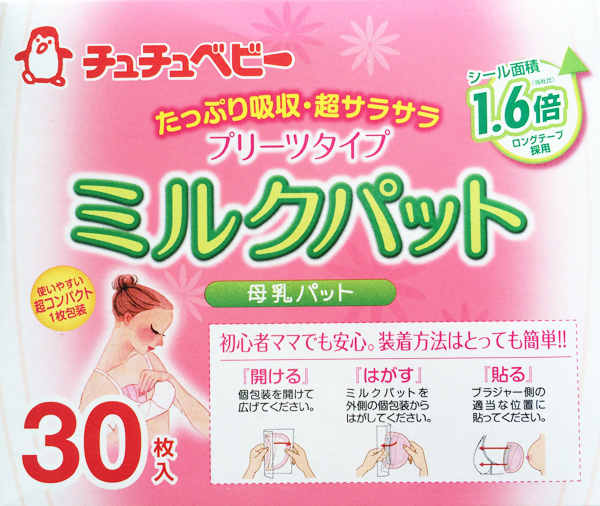 チュチュベビー
シール面積
(当社比)
1.6倍
ロングテープ
採用
たっぷり吸収・超サラサラ
プリーツタイプ
ミルクパット
母乳パット
使いやすい
超コンパクト
1枚包装
30枚入
初心者ママでも安心。装着方法はとっても簡単!!
『開ける』
個包装を開けて
広げてください。
『はがす』
ミルクパットを
外側の個包装から
はがしてください。
『貼る』
ブラジャー側の
適当な位置に
貼ってください。